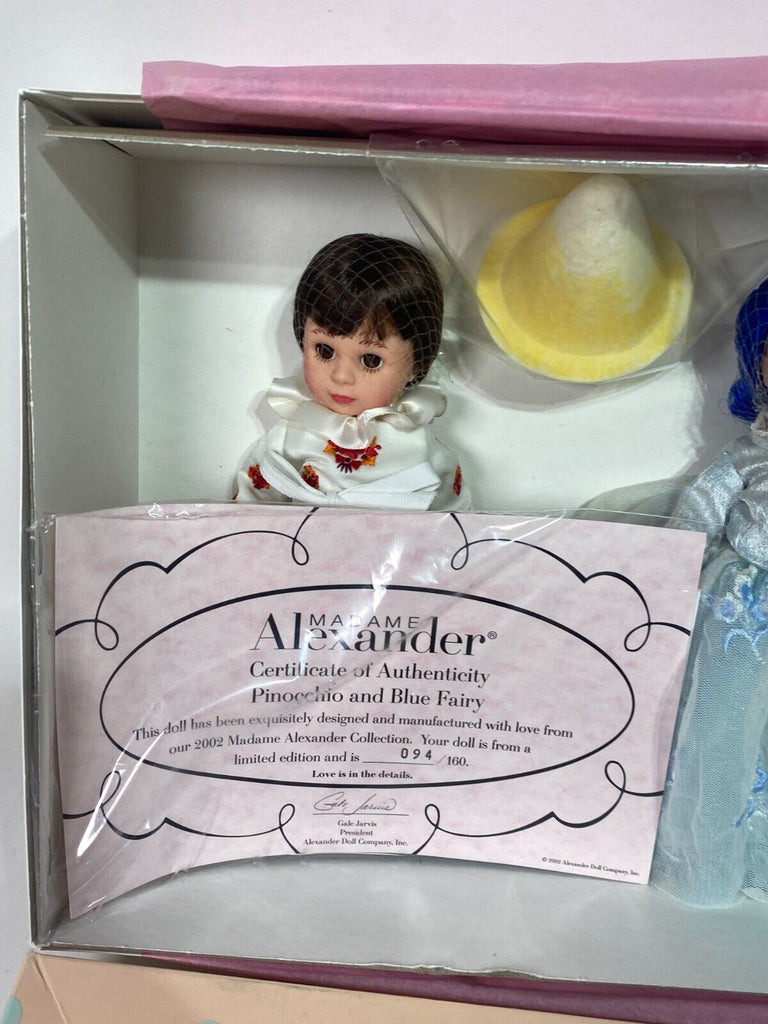 MADAME
Alexander®
Certificate of Authenticity
Pinocchio and Blue Fairy
This doll has been exquisitely designed and manufactured with love from
our 2002 Madame Alexander Collection. Your doll is from a
limited edition and is 094 /160.
Love is in the details.
Gale Jarvis
Gale Jarvis
President
Alexander Doll Company, Inc.
© 2002 Alexander Doll Company, Inc.